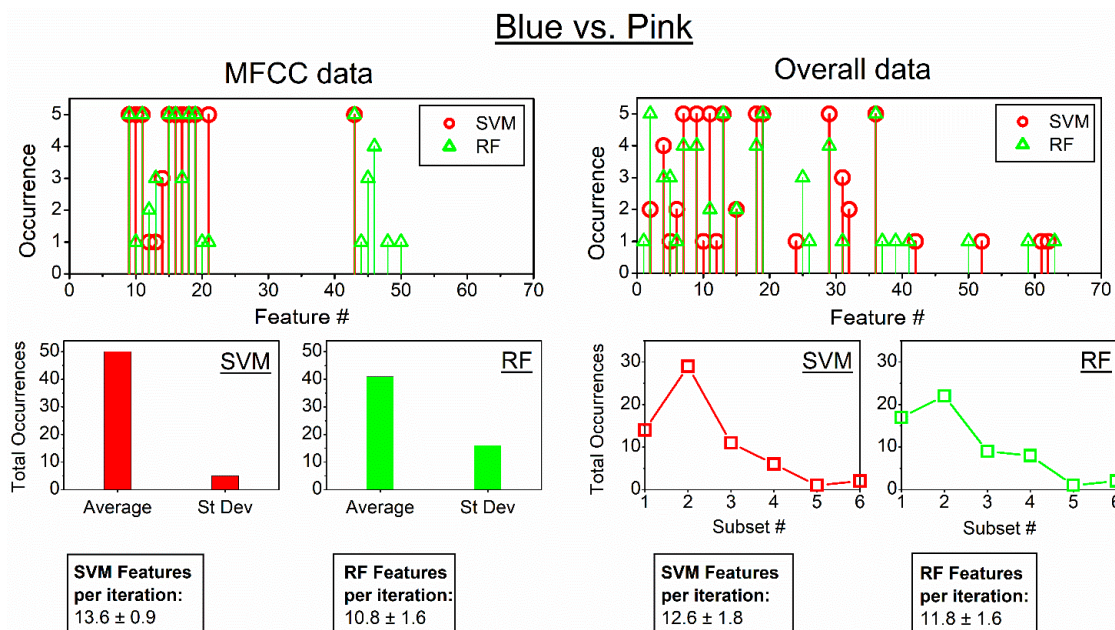 Blue vs. Pink
MFCC data
Overall data
5
4
3
2
1
0
Occurrence
SVM
RF
0 10 20 30 40 50 60 70
Feature #
5
4
3
2
1
0
Occurrence
SVM
RF
0 10 20 30 40 50 60 70
Feature #
50
40
30
20
10
0
Total Occurrences
SVM
Average St Dev
50
40
30
20
10
0
RF
Average St Dev
30
20
10
0
Total Occurrences
SVM
1 2 3 4 5 6
Subset #
30
20
10
0
RF
1 2 3 4 5 6
Subset #
SVM Features
per iteration:
13.6 ± 0.9
RF Features
per iteration:
10.8 ± 1.6
SVM Features
per iteration:
12.6 ± 1.8
RF Features
per iteration:
11.8 ± 1.6